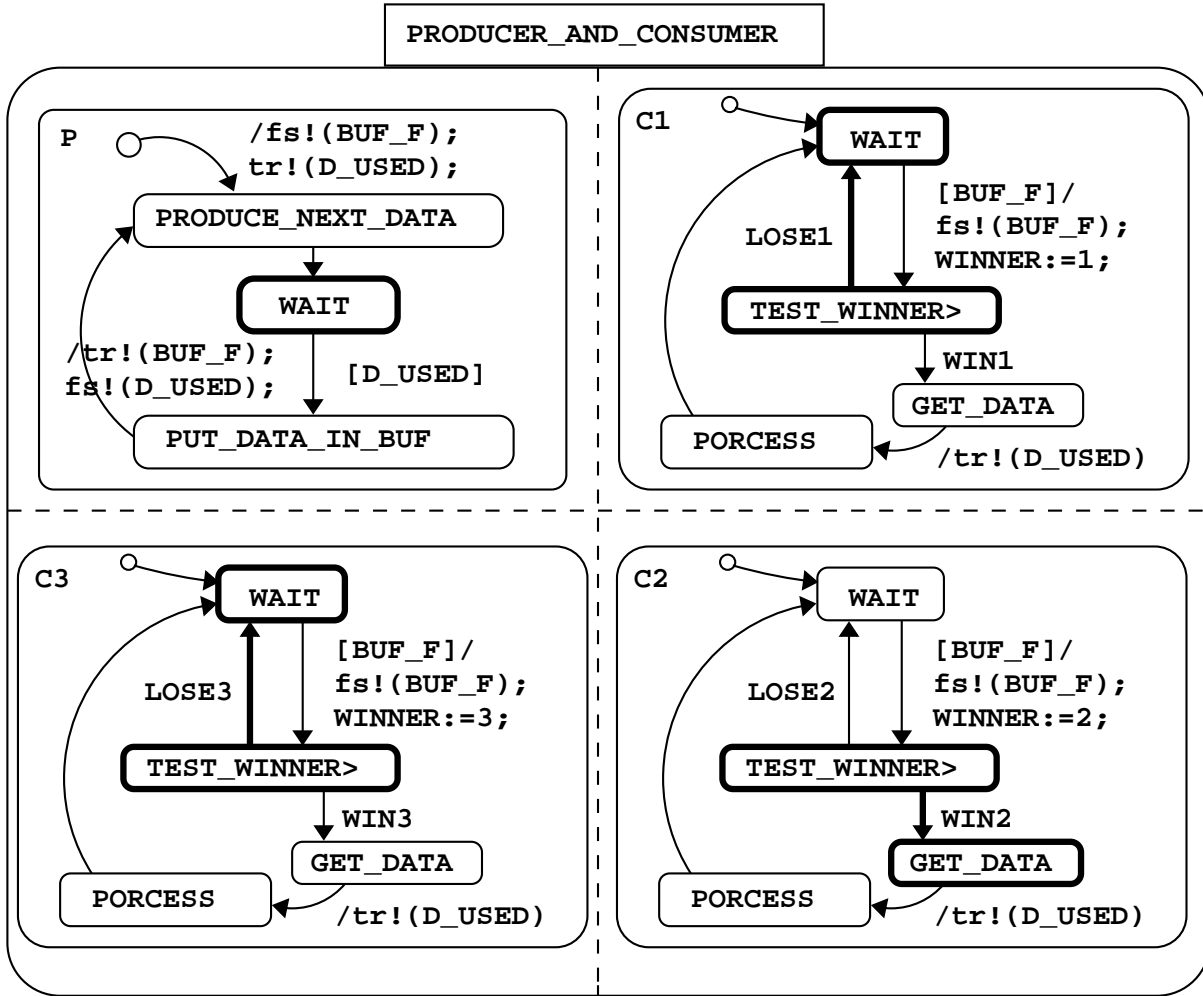 PRODUCER_AND_CONSUMER
P
/fs!(BUF_F);
tr!(D_USED);
PRODUCE_NEXT_DATA
WAIT
/tr!(BUF_F);
fs!(D_USED);
[D_USED]
PUT_DATA_IN_BUF
C1
WAIT
[BUF_F]/
fs!(BUF_F);
WINNER:=1;
LOSE1
TEST_WINNER>
WIN1
GET_DATA
PORCESS
/tr!(D_USED)
C3
WAIT
[BUF_F]/
fs!(BUF_F);
WINNER:=3;
LOSE3
TEST_WINNER>
WIN3
GET_DATA
PORCESS
/tr!(D_USED)
C2
WAIT
[BUF_F]/
fs!(BUF_F);
WINNER:=2;
LOSE2
TEST_WINNER>
WIN2
GET_DATA
PORCESS
/tr!(D_USED)